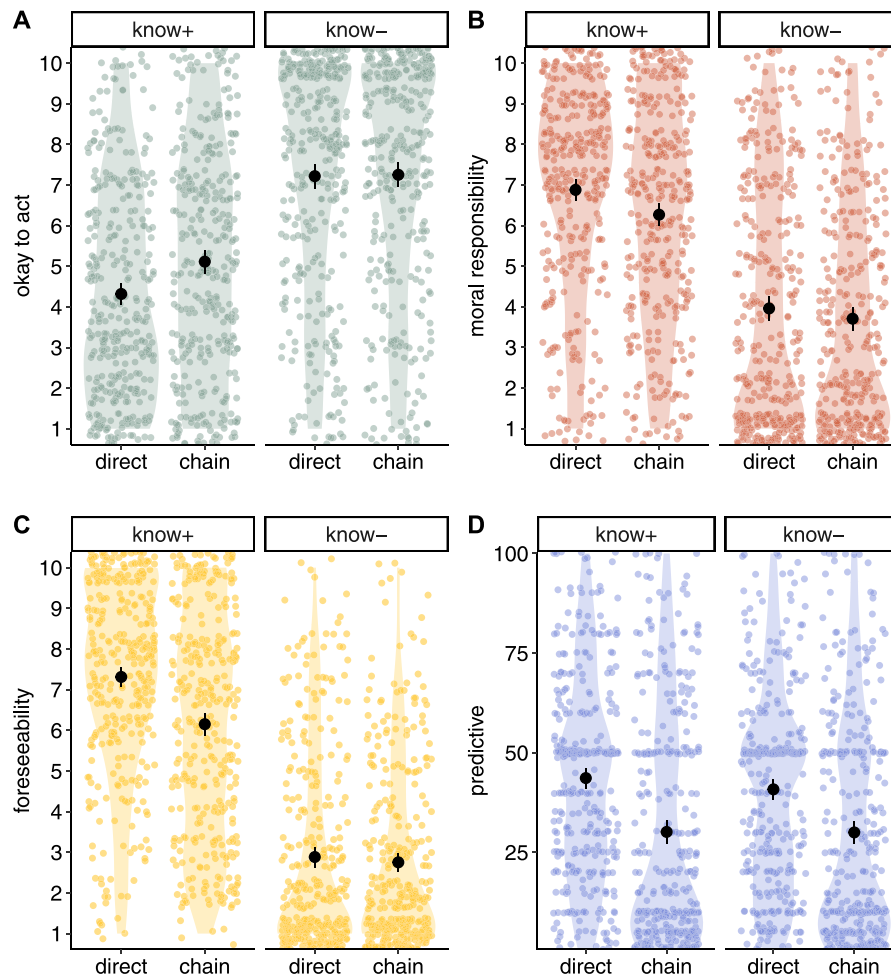 A
know+
know−
10
9
8
7
6
5
4
3
2
1
okay to act
direct
chain
direct
chain
B
know+
know−
10
9
8
7
6
5
4
3
2
1
moral responsibility
direct
chain
direct
chain
C
know+
know−
10
9
8
7
6
5
4
3
2
1
foreseeability
direct
chain
direct
chain
D
know+
know−
100
75
50
25
predictive
direct
chain
direct
chain